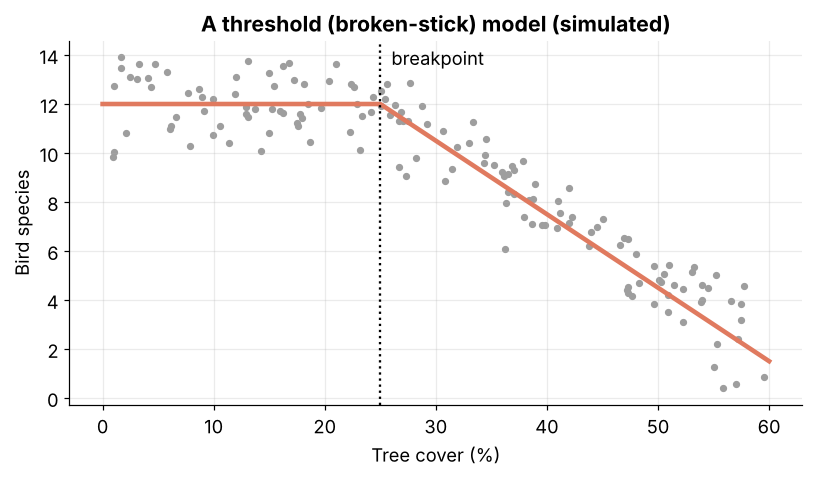 A threshold (broken-stick) model (simulated)
breakpoint
14
12
10
8
6
4
2
0
Bird species
0 10 20 30 40 50 60
Tree cover (%)